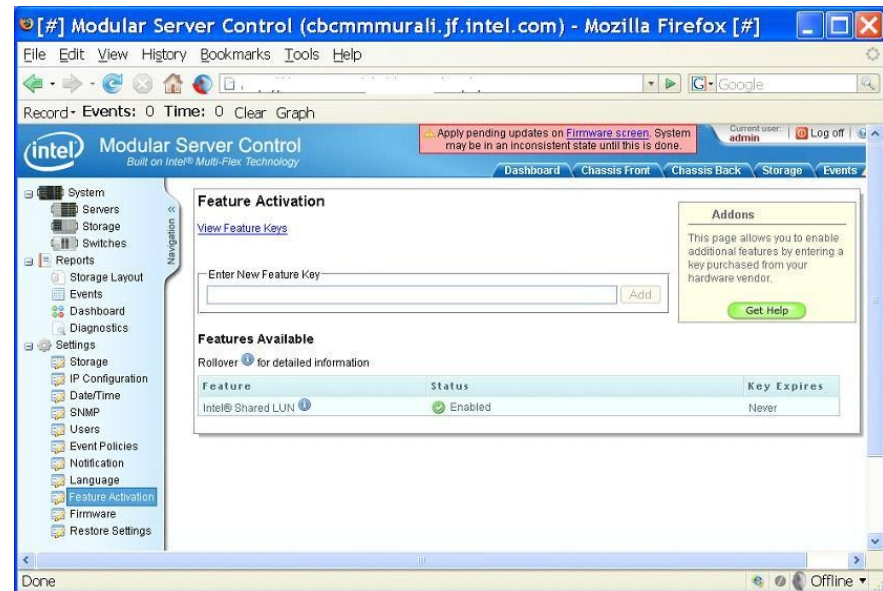 [#] Modular Server Control (cbcmmmurali.jf.intel.com) - Mozilla Firefox [#]
File Edit View History Bookmarks Tools Help
G Google
Record Events: 0 Time: 0 Clear Graph
intel Modular Server Control
Built on Intel® Multi-Flex Technology
Apply pending updates on Firmware screen. System
may be in an inconsistent state until this is done.
Current user:
admin
Log off
Dashboard Chassis Front Chassis Back Storage Events
System
Servers
Storage
Switches
Reports
Storage Layout
Events
Dashboard
Diagnostics
Settings
Storage
IP Configuration
Date/Time
SNMP
Users
Event Policies
Notification
Language
Feature Activation
Firmware
Restore Settings
«
Navigation
Feature Activation
View Feature Keys
Enter New Feature Key
Add
Addons
This page allows you to enable
additional features by entering a
key purchased from your
hardware vendor.
Get Help
Features Available
Rollover for detailed information
Feature Status Key Expires
Intel® Shared LUN Enabled Never
Done
Offline